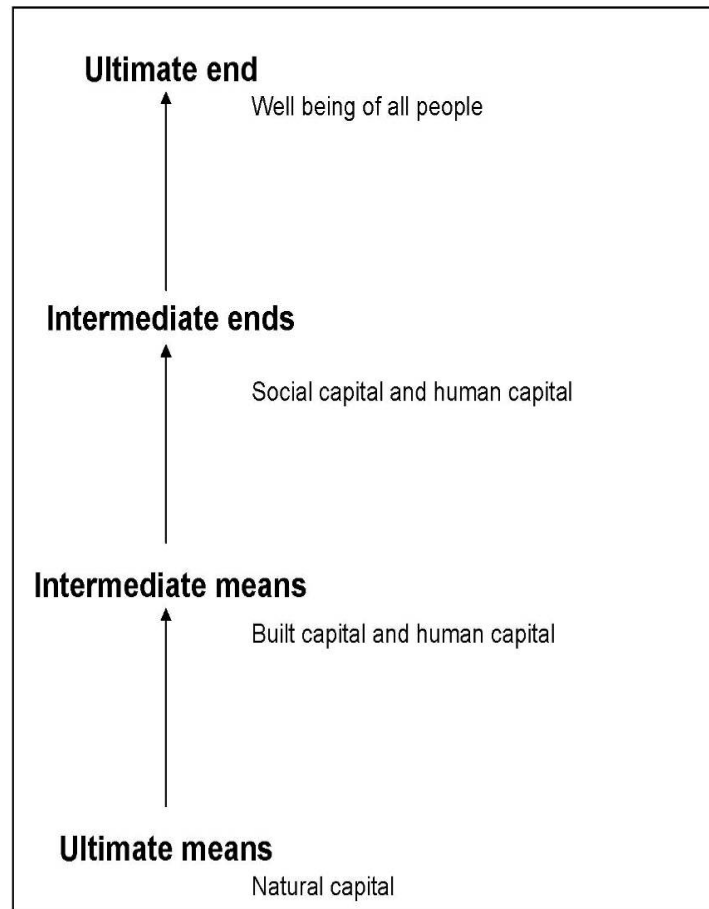 Ultimate end
Well being of all people
Intermediate ends
Social capital and human capital
Intermediate means
Built capital and human capital
Ultimate means
Natural capital